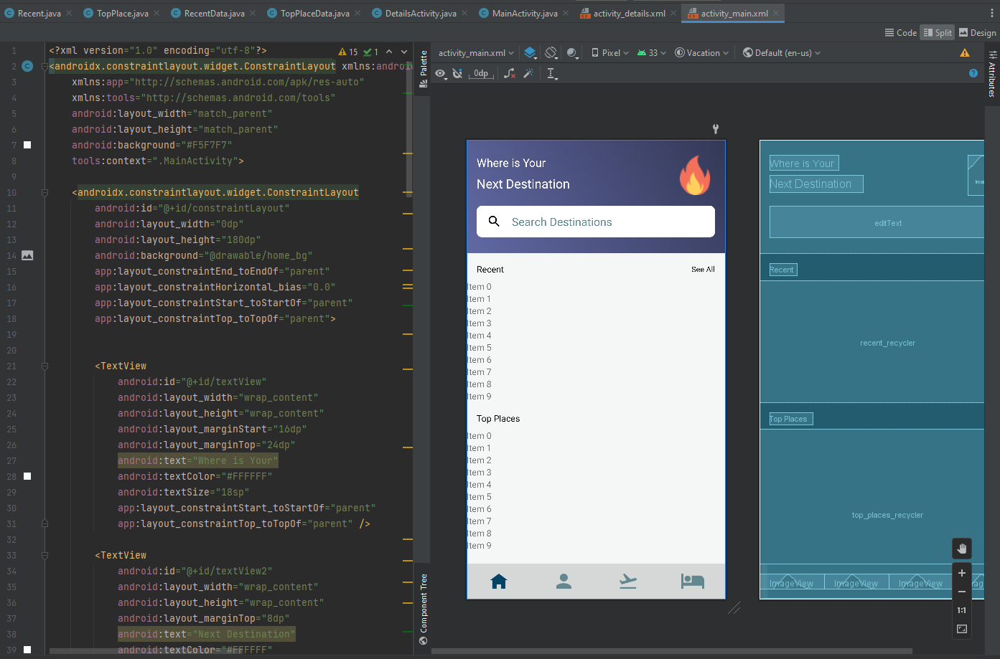 Recent.java TopPlace.java RecentData.java TopPlaceData.java DetailsActivity.java MainActivity.java activity_details.xml activity_main.xml
Code Split Design
1 <?xml version="1.0" encoding="utf-8"?> 15 1
2 <androidx.constraintlayout.widget.ConstraintLayout xmlns:androi
3 xmlns:app="http://schemas.android.com/apk/res-auto"
4 xmlns:tools="http://schemas.android.com/tools"
5 android:layout_width="match_parent"
6 android:layout_height="match_parent"
7 android:background="#F5F7F7"
8 tools:context=".MainActivity">
9
10 <androidx.constraintlayout.widget.ConstraintLayout
11 android:id="@+id/constraintLayout"
12 android:layout_width="0dp"
13 android:layout_height="180dp"
14 android:background="@drawable/home_bg"
15 app:layout_constraintEnd_toEndOf="parent"
16 app:layout_constraintHorizontal_bias="0.0"
17 app:layout_constraintStart_toStartOf="parent"
18 app:layout_constraintTop_toTopOf="parent">
19
20
21 <TextView
22 android:id="@+id/textView"
23 android:layout_width="wrap_content"
24 android:layout_height="wrap_content"
25 android:layout_marginStart="16dp"
26 android:layout_marginTop="24dp"
27 android:text="Where is Your"
28 android:textColor="#FFFFFF"
29 android:textSize="18sp"
30 app:layout_constraintStart_toStartOf="parent"
31 app:layout_constraintTop_toTopOf="parent" />
32
33 <TextView
34 android:id="@+id/textView2"
35 android:layout_width="wrap_content"
36 android:layout_height="wrap_content"
37 android:layout_marginTop="8dp"
38 android:text="Next Destination"
39 android:textColor="#FFFFFF"
Palette
Component Tree
activity_main.xml Pixel 33 Vacation Default (en-us)
0dp
Attributes
Where is Your
Next Destination
Search Destinations
Recent See All
Item 0
Item 1
Item 2
Item 3
Item 4
Item 5
Item 6
Item 7
Item 8
Item 9
Top Places
Item 0
Item 1
Item 2
Item 3
Item 4
Item 5
Item 6
Item 7
Item 8
Item 9
Where is Your
Next Destination
Ima
editText
Recent
recent_recycler
Top Places
top_places_recycler
ImageView ImageView ImageView ag
1:1